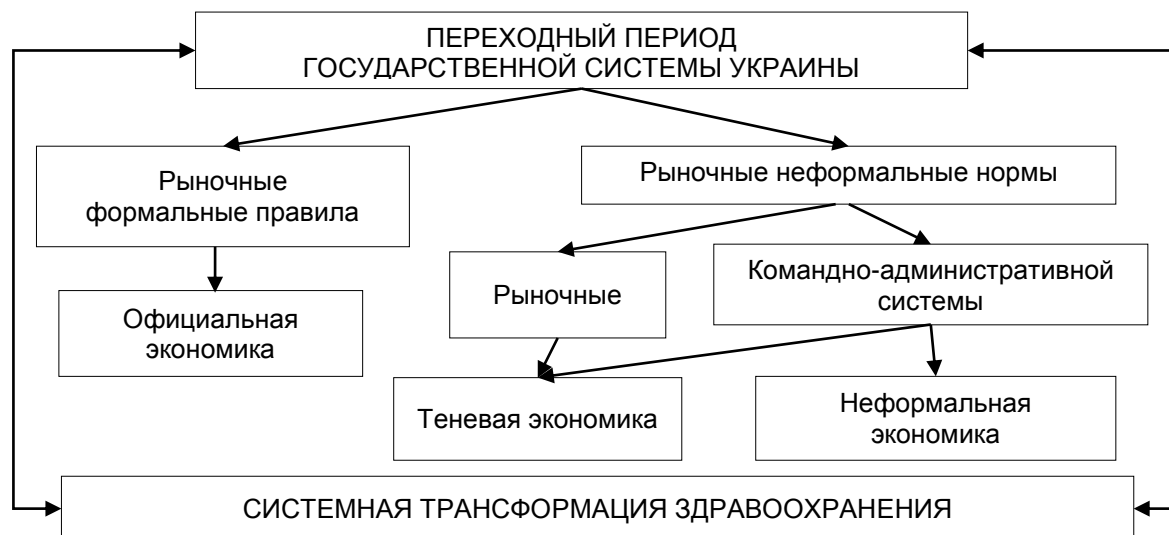 ПЕРЕХОДНЫЙ ПЕРИОД
ГОСУДАРСТВЕННОЙ СИСТЕМЫ УКРАИНЫ
Рыночные
формальные правила
Рыночные неформальные нормы
Рыночные
Командно-административной
системы
Официальная
экономика
Теневая экономика
Неформальная
экономика
СИСТЕМНАЯ ТРАНСФОРМАЦИЯ ЗДРАВООХРАНЕНИЯ